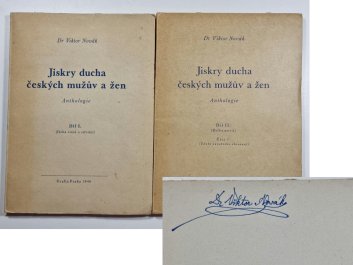 Dr Viktor Novák
Jiskry ducha
českých mužův a žen
Anthologie
Díl I.
Dr Viktor Novák
Jiskry ducha
českých mužův a žen
Anthologie
Díl II.
Dr Viktor Novák